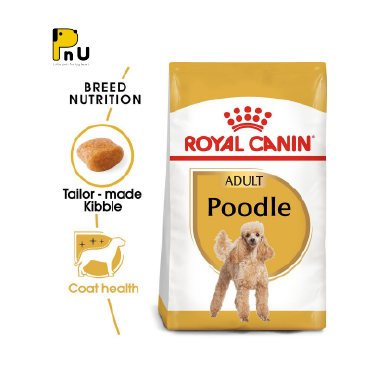 PnU
BREED
NUTRITION
Tailor - made
Kibble
Coat health
ROYAL CANIN
ADULT
Poodle